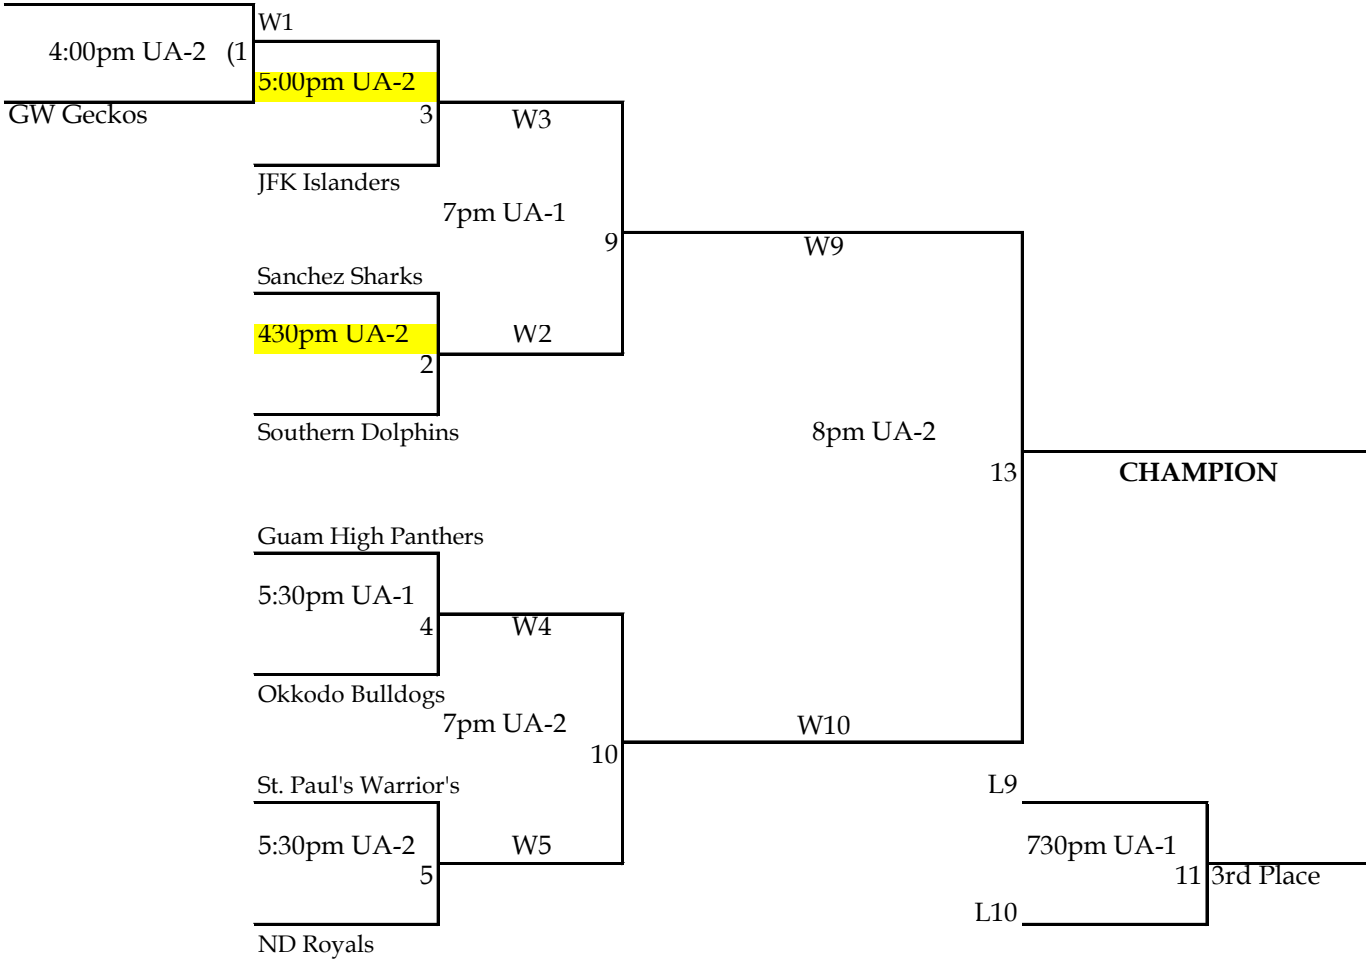 W1
4:00pm UA-2 (1
5:00pm UA-2
GW Geckos
3
W3
JFK Islanders
7pm UA-1
9
W9
Sanchez Sharks
430pm UA-2
W2
2
Southern Dolphins
8pm UA-2
13
CHAMPION
Guam High Panthers
5:30pm UA-1
4
W4
Okkodo Bulldogs
7pm UA-2
W10
10
St. Paul's Warrior's
L9
5:30pm UA-2
W5
730pm UA-1
5
11 3rd Place
L10
ND Royals